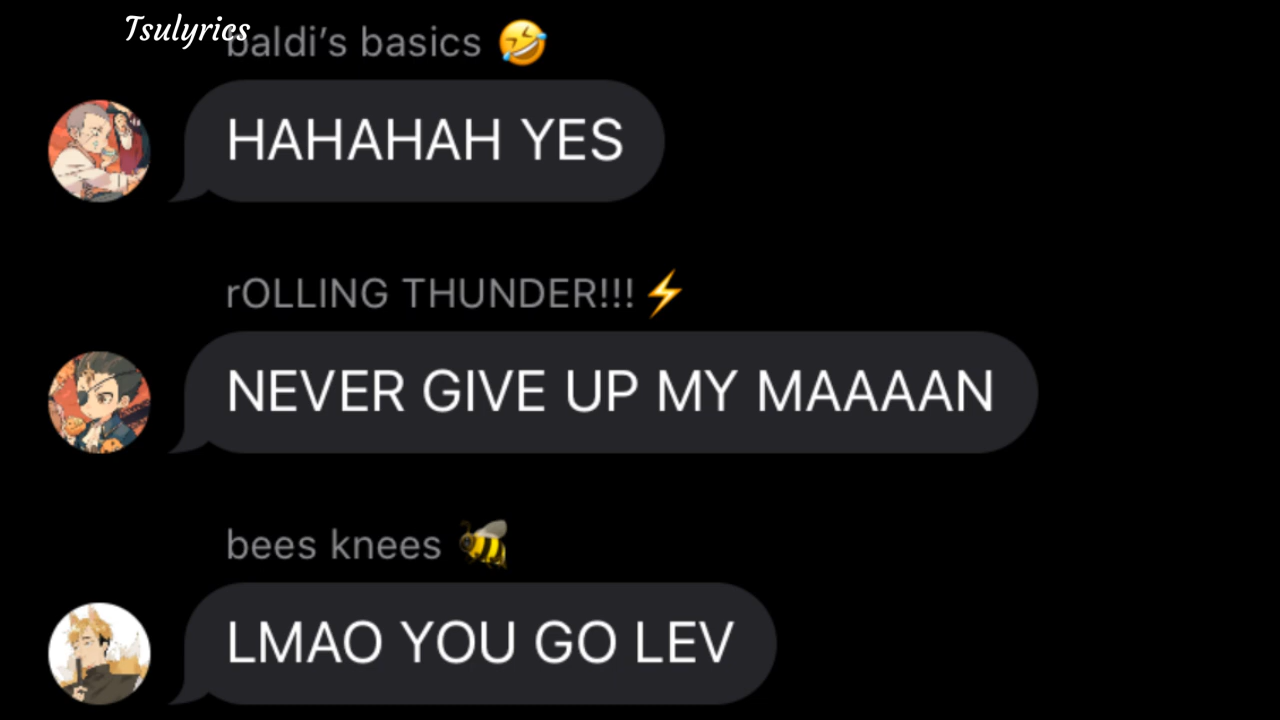 Tsulyrics
baldi’s basics 🤣
HAHAHAH YES
rOLLING THUNDER!!!⚡
NEVER GIVE UP MY MAAAAN
bees knees 🐝
LMAO YOU GO LEV